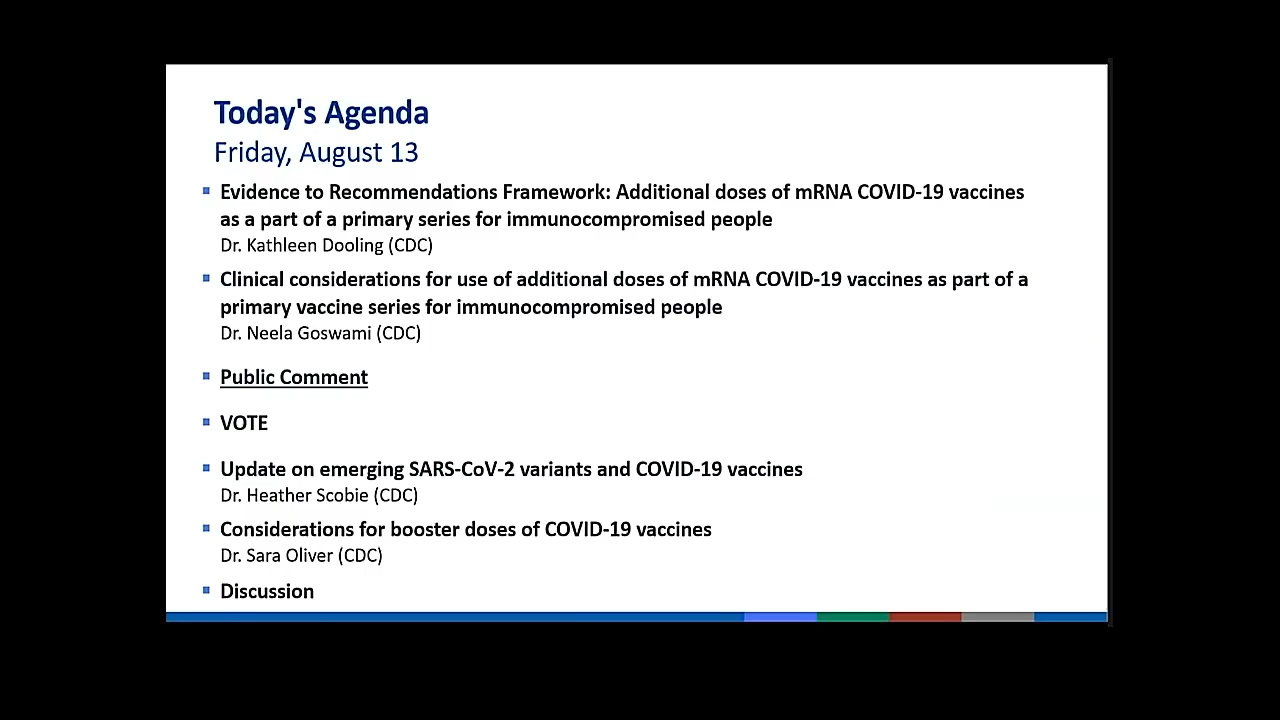 Today's Agenda
Friday, August 13
Evidence to Recommendations Framework: Additional doses of mRNA COVID-19 vaccines
as a part of a primary series for immunocompromised people
Dr. Kathleen Dooling (CDC)
Clinical considerations for use of additional doses of mRNA COVID-19 vaccines as part of a
primary vaccine series for immunocompromised people
Dr. Neela Goswami (CDC)
Public Comment
VOTE
Update on emerging SARS-CoV-2 variants and COVID-19 vaccines
Dr. Heather Scobie (CDC)
Considerations for booster doses of COVID-19 vaccines
Dr. Sara Oliver (CDC)
Discussion